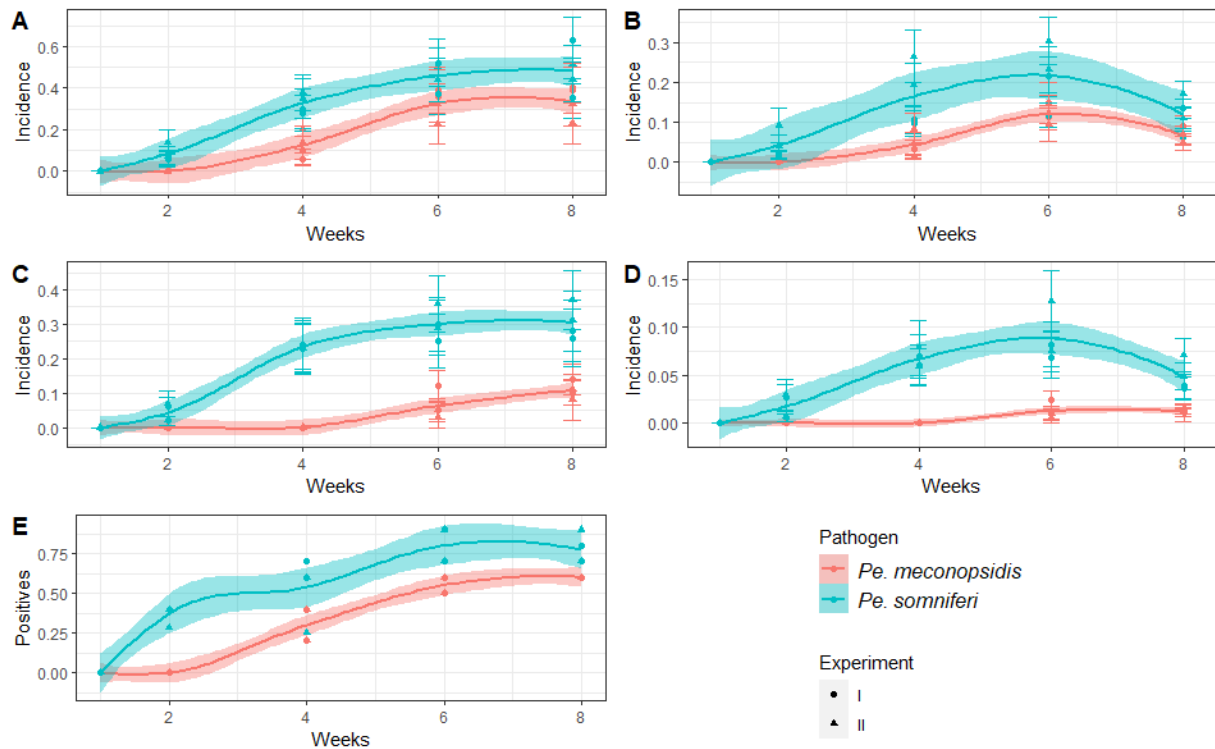 A
Incidence
0.6
0.4
0.2
0.0
2 4 6 8
Weeks
B
Incidence
0.3
0.2
0.1
0.0
2 4 6 8
Weeks
C
Incidence
0.4
0.3
0.2
0.1
0.0
2 4 6 8
Weeks
D
Incidence
0.15
0.10
0.05
0.00
2 4 6 8
Weeks
E
Positives
0.75
0.50
0.25
0.00
2 4 6 8
Weeks
Pathogen
Pe. meconopsidis
Pe. somniferi
Experiment
I
II